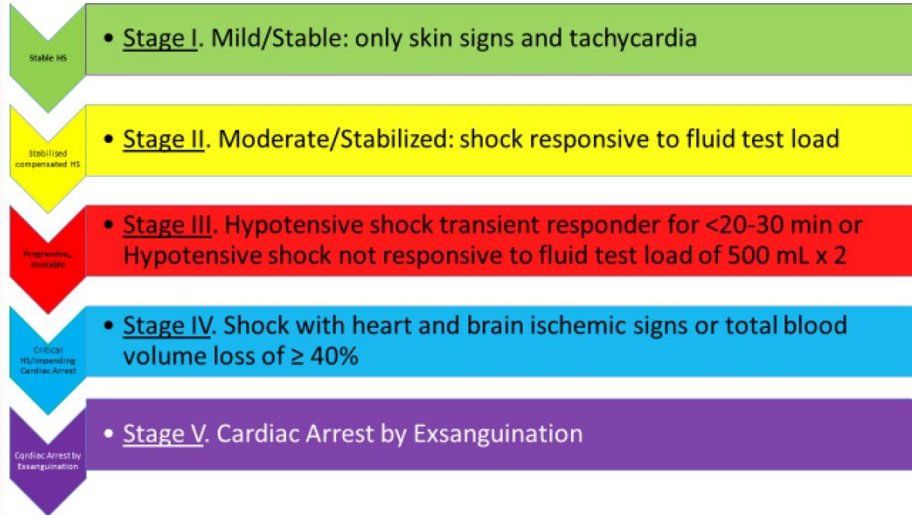 Stable HS
• Stage I. Mild/Stable: only skin signs and tachycardia
Stabilised
compensated HS
• Stage II. Moderate/Stabilized: shock responsive to fluid test load
Progressive,
Unstable
• Stage III. Hypotensive shock transient responder for <20-30 min or
Hypotensive shock not responsive to fluid test load of 500 mL x 2
Critical
HS/Impending
Cardiac Arrest
• Stage IV. Shock with heart and brain ischemic signs or total blood
volume loss of ≥ 40%
Cardiac Arrest by
Exsanguination
• Stage V. Cardiac Arrest by Exsanguination